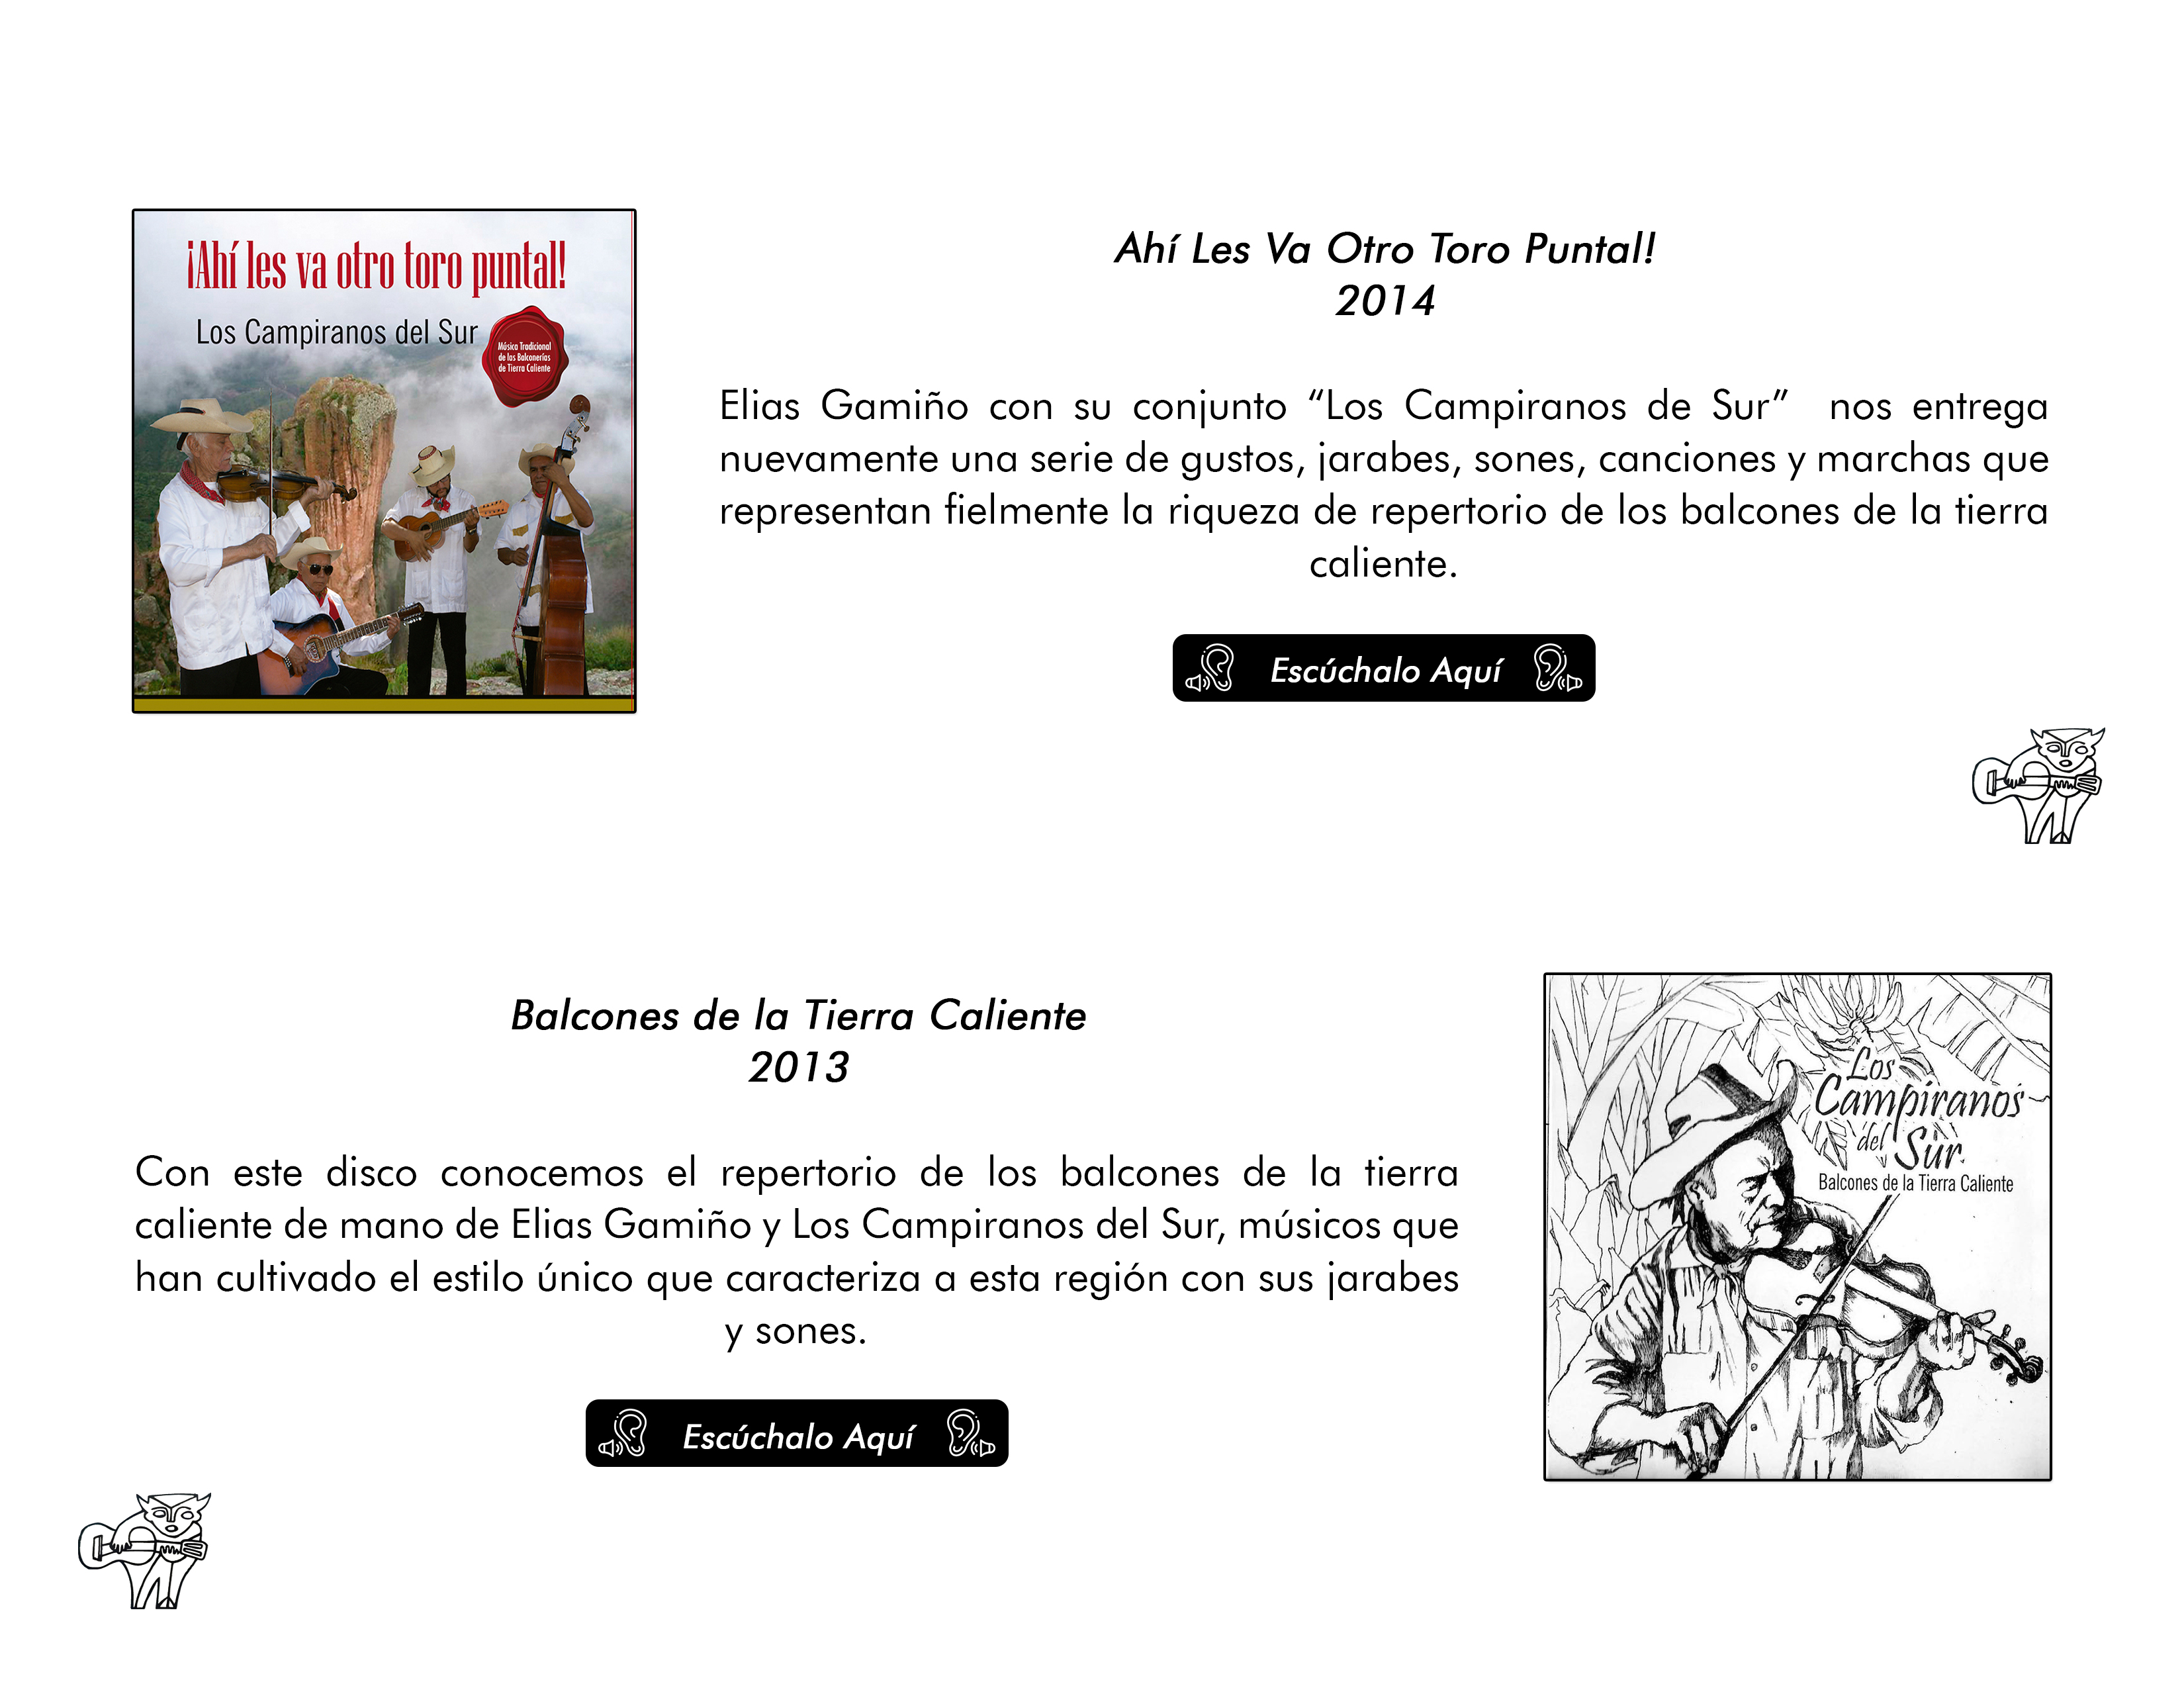 ¡Ahí les va otro toro puntal!
Los Campiranos del Sur
Música Tradicional
de las Balconerías
de Tierra Caliente
Ahí Les Va Otro Toro Puntal!
2014
Elias Gamiño con su conjunto “Los Campiranos de Sur”  nos entrega
nuevamente una serie de gustos, jarabes, sones, canciones y marchas que
representan fielmente la riqueza de repertorio de los balcones de la tierra
caliente.
Escúchalo Aquí
Balcones de la Tierra Caliente
2013
Con este disco conocemos el repertorio de los balcones de la tierra
caliente de mano de Elias Gamiño y Los Campiranos del Sur, músicos que
han cultivado el estilo único que caracteriza a esta región con sus jarabes
y sones.
Escúchalo Aquí
Los
Campiranos
del Sur
Balcones de la Tierra Caliente